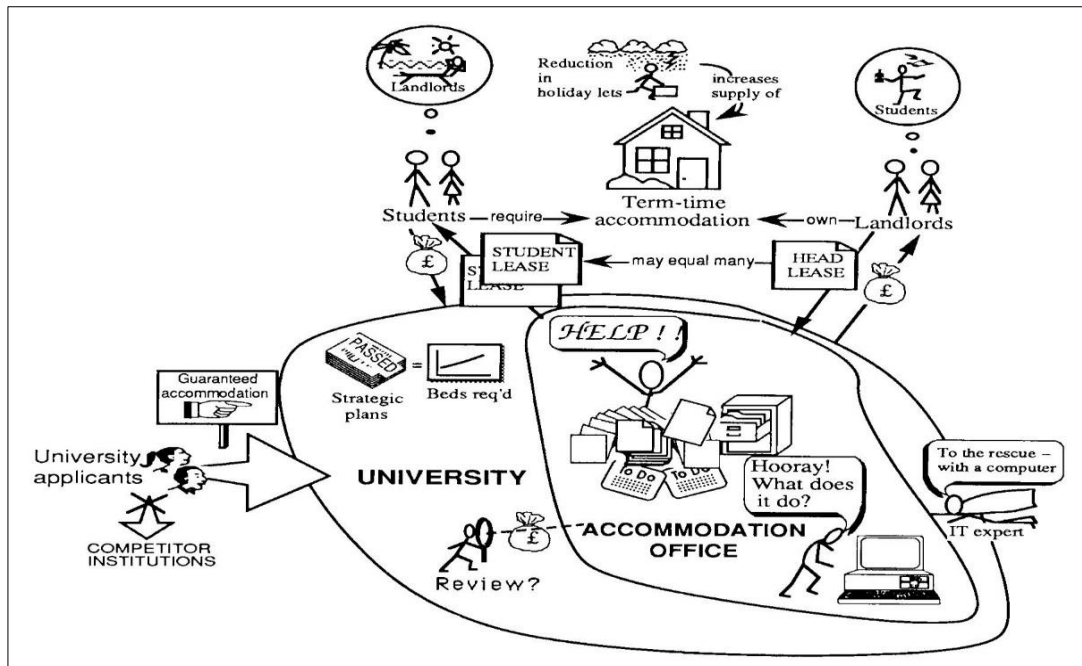 Landlords
Reduction
in
holiday lets
increases
supply of
Students
Term-time
accommodation
Students
require
own
Landlords
£
STUDENT
LEASE
LEASE
may equal many
HEAD
LEASE
£
HELP ! !
PASSED
=
Strategic
plans
Beds req'd
Guaranteed
accommodation
University
applicants
COMPETITOR
INSTITUTIONS
UNIVERSITY
TO DO
TO DO
Hooray!
What does
it do?
To the rescue –
with a computer
IT expert
ACCOMMODATION
OFFICE
£
Review?